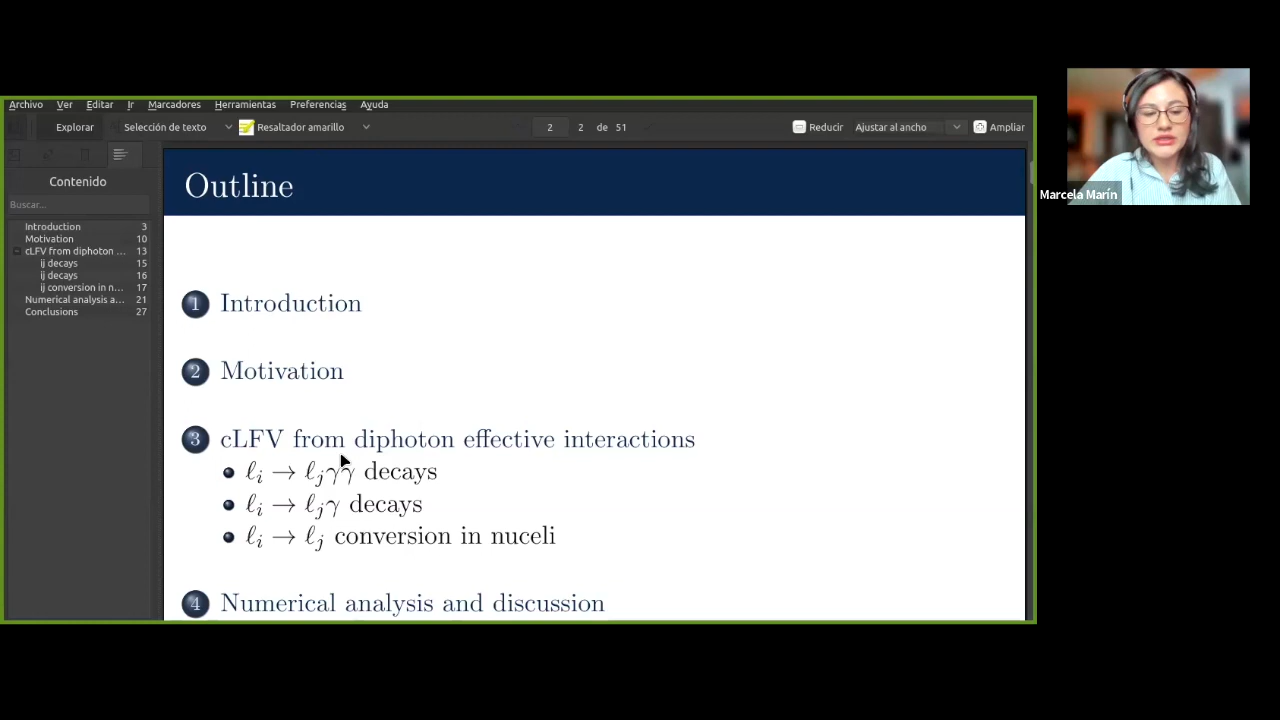 Archivo Ver Editar Ir Marcadores Herramientas Preferencias Ayuda
Explorar Selección de texto Resaltador amarillo 2 2 de 51 Reducir Ajustar al ancho Ampliar
Contenido
Buscar...
Introduction 3
Motivation 10
cLFV from diphoton ... 13
ij decays 15
ij decays 16
ij conversion in n... 17
Numerical analysis a... 21
Conclusions 27
Outline
1 Introduction
2 Motivation
3 cLFV from diphoton effective interactions
ℓi → ℓjγγ decays
ℓi → ℓjγ decays
ℓi → ℓj conversion in nuceli
4 Numerical analysis and discussion
Marcela Marín